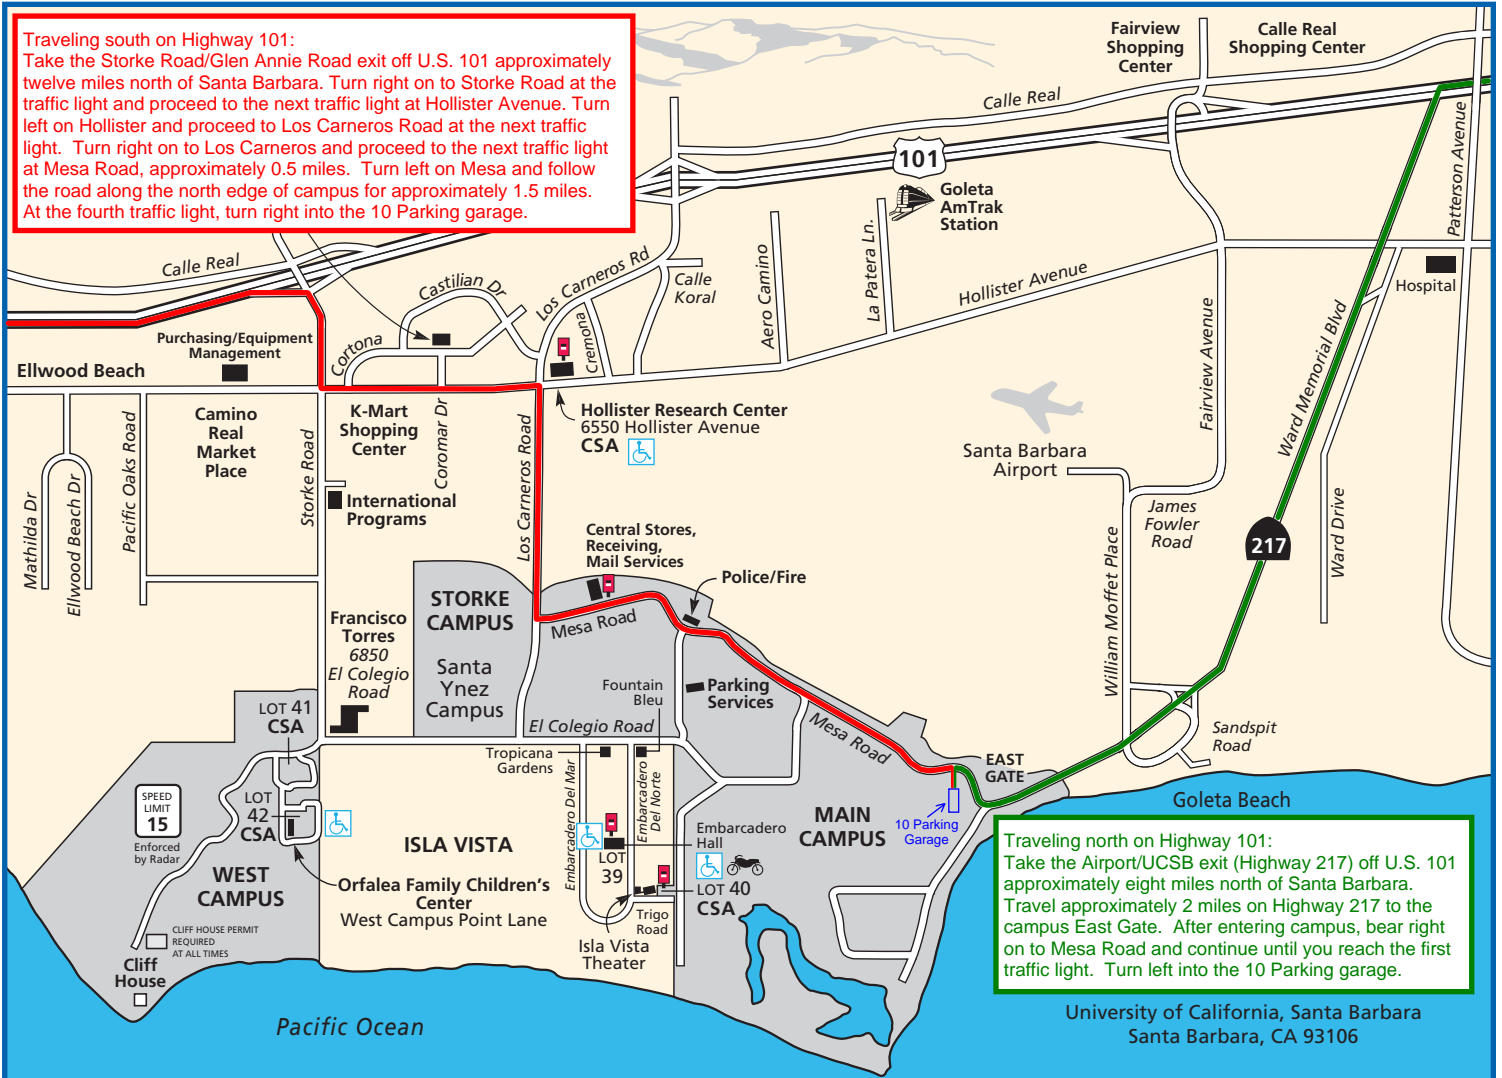 Traveling south on Highway 101:
Take the Storke Road/Glen Annie Road exit off U.S. 101 approximately
twelve miles north of Santa Barbara. Turn right on to Storke Road at the
traffic light and proceed to the next traffic light at Hollister Avenue. Turn
left on Hollister and proceed to Los Carneros Road at the next traffic
light.  Turn right on to Los Carneros and proceed to the next traffic light
at Mesa Road, approximately 0.5 miles.  Turn left on Mesa and follow
the road along the north edge of campus for approximately 1.5 miles.
At the fourth traffic light, turn right into the 10 Parking garage.
Fairview
Shopping
Center
Calle Real
Shopping Center
Calle Real
101
Patterson Avenue
Goleta
AmTrak
Station
Calle Real
Castilian Dr
Los Carneros Rd
Calle
Koral
Aero Camino
La Patera Ln.
Hollister Avenue
Hospital
Purchasing/Equipment
Management
Cortona
Cremona
Fairview Avenue
Ward Memorial Blvd
Ellwood Beach
Camino
Real
Market
Place
K-Mart
Shopping
Center
Hollister Research Center
6550 Hollister Avenue
CSA
Mathilda Dr
Ellwood Beach Dr
Pacific Oaks Road
Storke Road
Coromar Dr
Los Carneros Road
International
Programs
Santa Barbara
Airport
James
Fowler
Road
William Moffet Place
217
Ward Drive
Central Stores,
Receiving,
Mail Services
Police/Fire
STORKE
CAMPUS
Mesa Road
Francisco
Torres
6850
El Colegio
Road
Santa
Ynez
Campus
Fountain
Bleu
Parking
Services
LOT 41
CSA
El Colegio Road
Mesa Road
Sandspit
Road
Tropicana
Gardens
EAST
GATE
SPEED
LIMIT
15
Enforced
by Radar
LOT
42
CSA
Embarcadero Del Mar
Embarcadero
Del Norte
MAIN
CAMPUS
10 Parking
Garage
Goleta Beach
ISLA VISTA
Embarcadero
Hall
LOT
39
LOT 40
CSA
WEST
CAMPUS
Orfalea Family Children's
Center
West Campus Point Lane
Trigo
Road
Isla Vista
Theater
CLIFF HOUSE PERMIT
REQUIRED
AT ALL TIMES
Cliff
House
Traveling north on Highway 101:
Take the Airport/UCSB exit (Highway 217) off U.S. 101
approximately eight miles north of Santa Barbara.
Travel approximately 2 miles on Highway 217 to the
campus East Gate.  After entering campus, bear right
on to Mesa Road and continue until you reach the first
traffic light.  Turn left into the 10 Parking garage.
Pacific Ocean
University of California, Santa Barbara
Santa Barbara, CA 93106